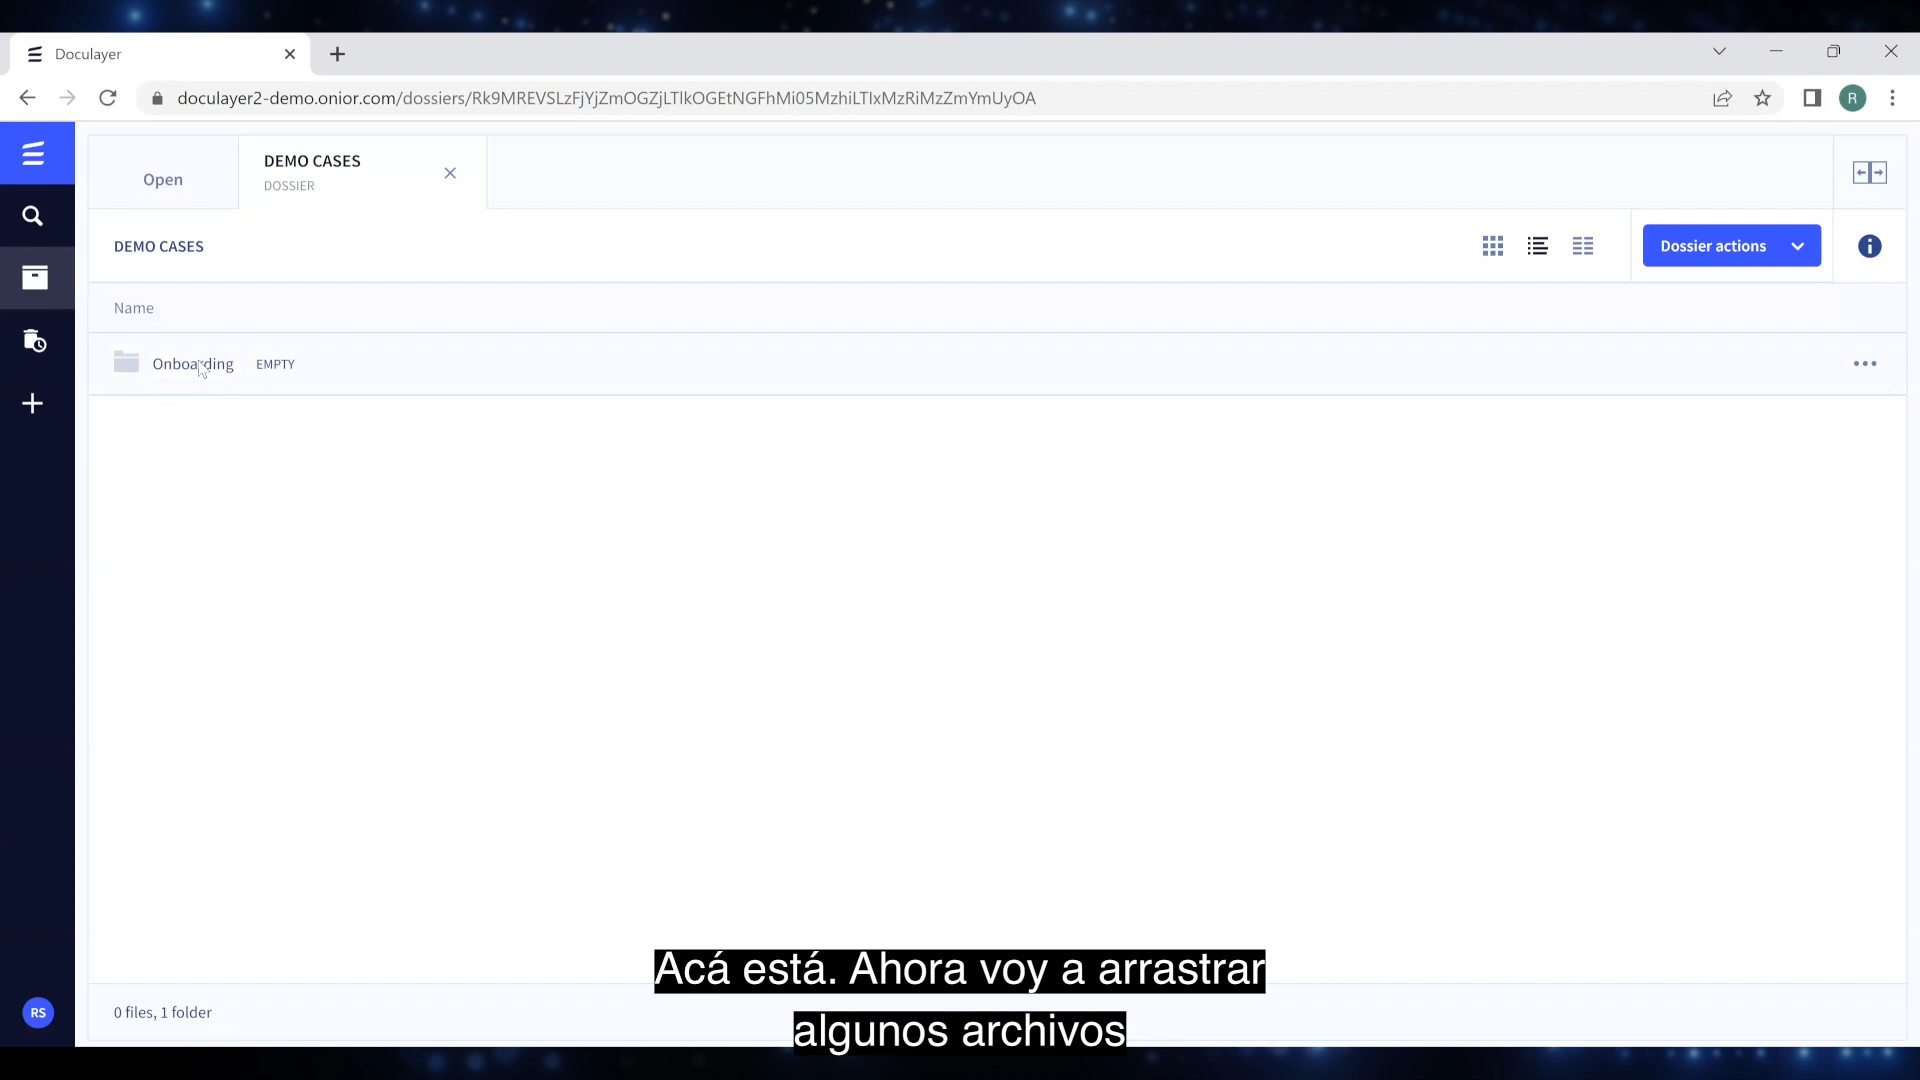 Doculayer
doculayer2-demo.onior.com/dossiers/Rk9MREVSLzFjYjZmOGZjLTlkOGEtNGFhMi05MzhiLTIxMzRiMzZmYmUyOA
R
Open
DEMO CASES
DOSSIER
DEMO CASES
Dossier actions
Name
Onboarding EMPTY
Acá está. Ahora voy a arrastrar
algunos archivos
0 files, 1 folder
RS